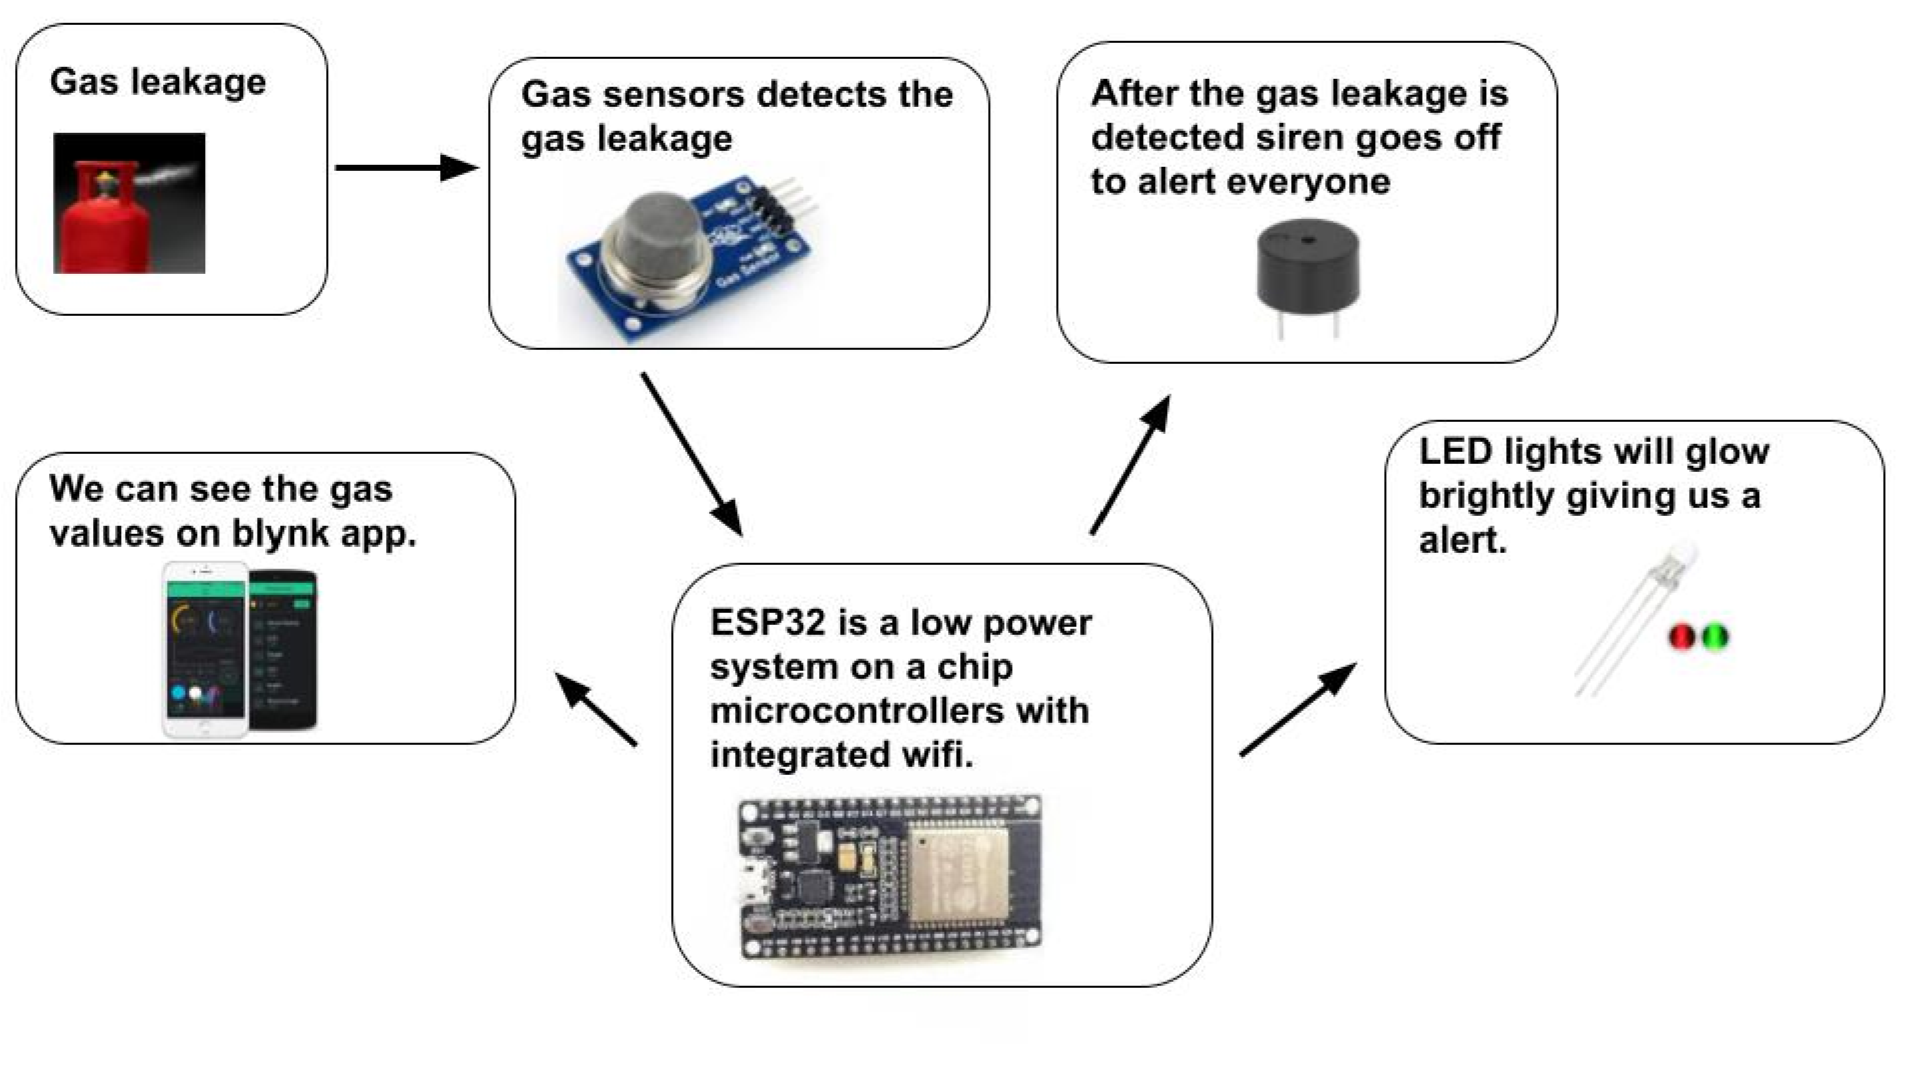 Gas leakage
Gas sensors detects the
gas leakage
Gas Sensor
After the gas leakage is
detected siren goes off
to alert everyone
We can see the gas
values on blynk app.
ESP32 is a low power
system on a chip
microcontrollers with
integrated wifi.
LED lights will glow
brightly giving us a
alert.